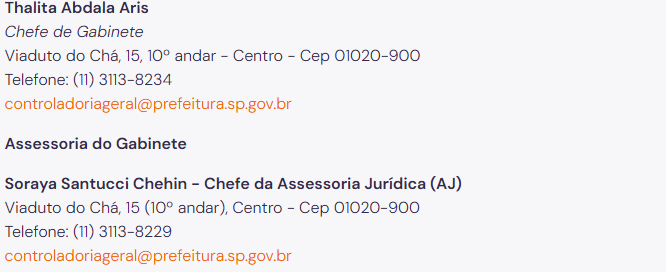 Thalita Abdala Aris
Chefe de Gabinete
Viaduto do Chá, 15, 10º andar - Centro - Cep 01020-900
Telefone: (11) 3113-8234
controladoriageral@prefeitura.sp.gov.br
Assessoria do Gabinete
Soraya Santucci Chehin - Chefe da Assessoria Jurídica (AJ)
Viaduto do Chá, 15 (10º andar), Centro - Cep 01020-900
Telefone: (11) 3113-8229
controladoriageral@prefeitura.sp.gov.br